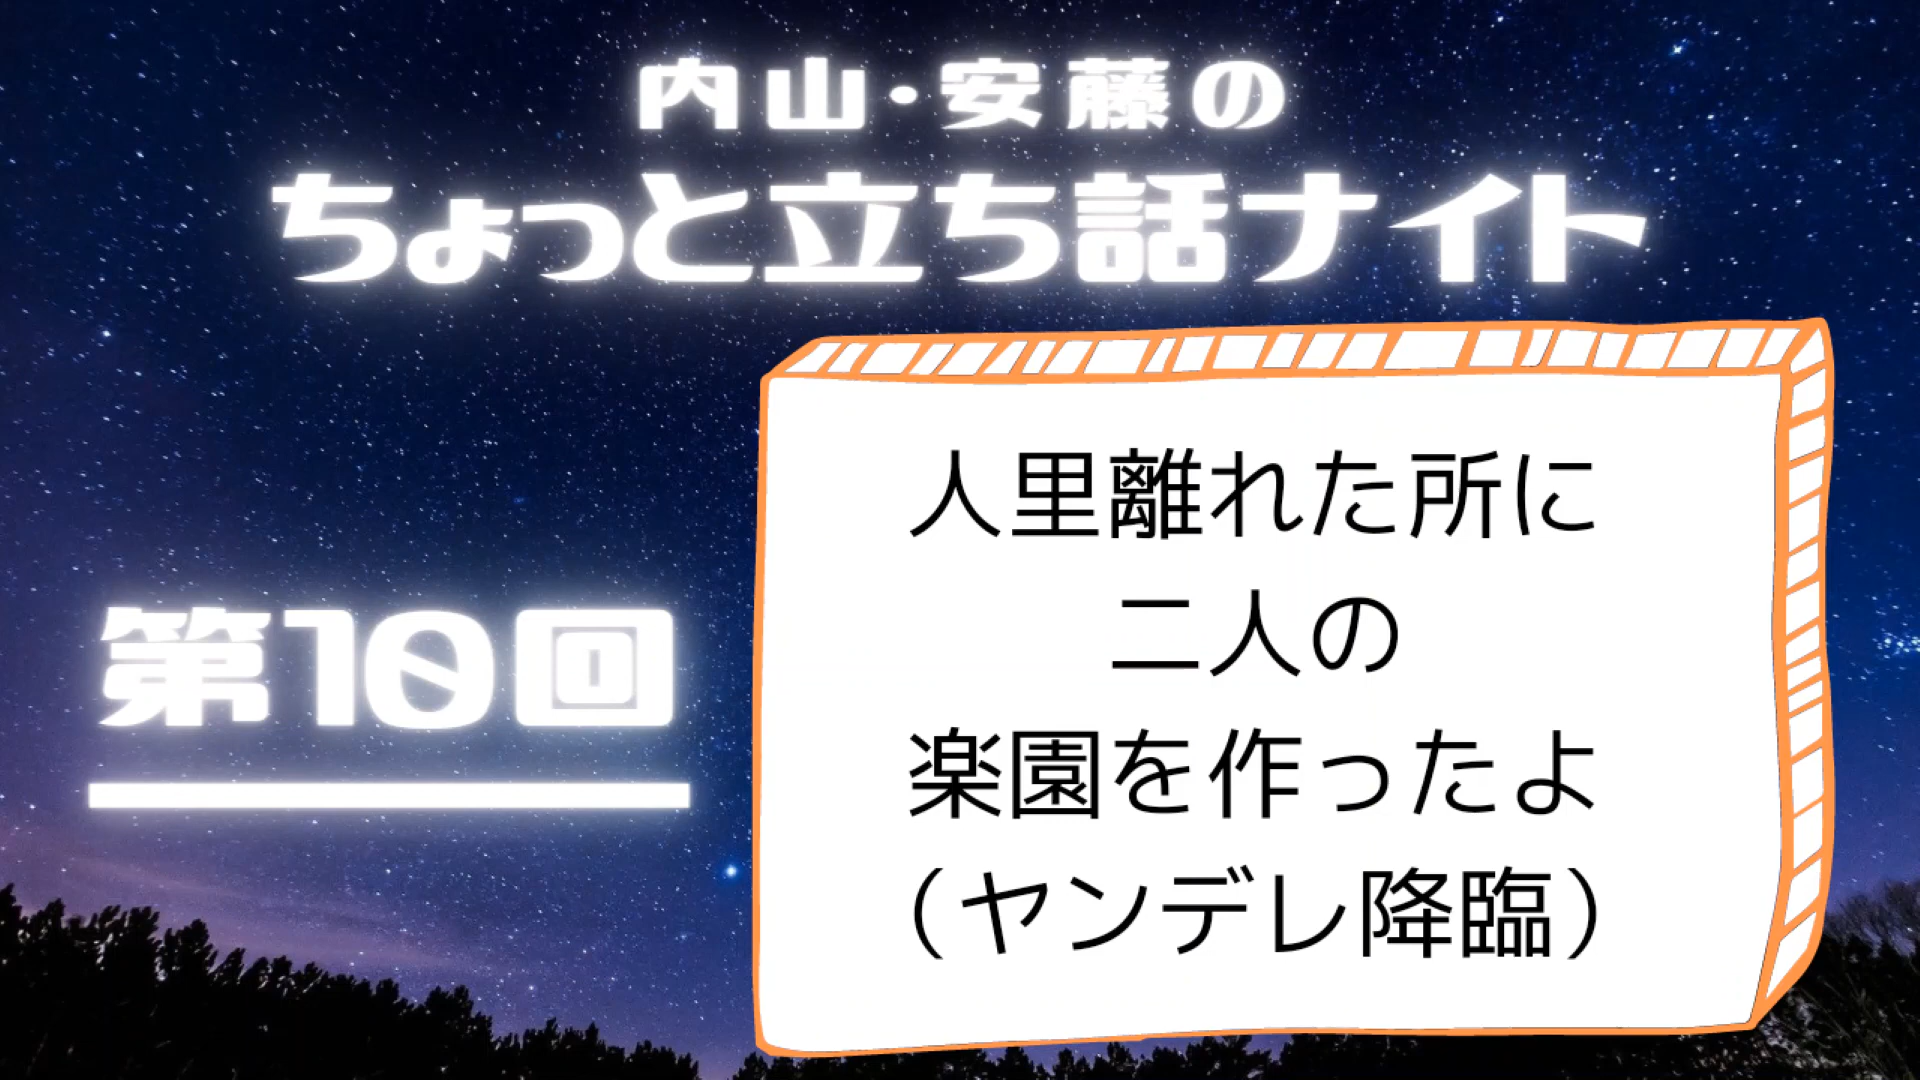 内山・安藤の
ちょっと立ち話ナイト
第10回
人里離れた所に
二人の
楽園を作ったよ
（ヤンデレ降臨）